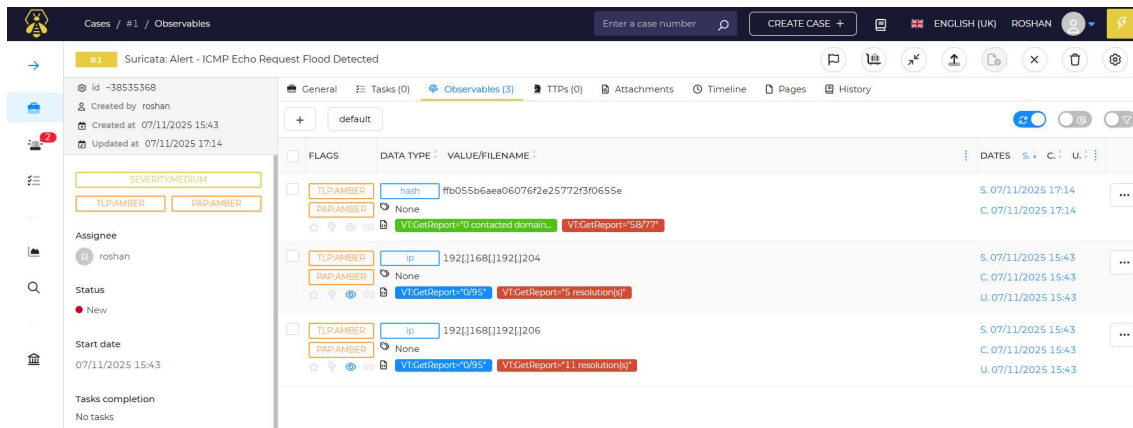 Cases / #1 / Observables
Enter a case number
CREATE CASE +
ENGLISH (UK)
ROSHAN
#1 Suricata: Alert - ICMP Echo Request Flood Detected
id ~38535368
Created by roshan
Created at 07/11/2025 15:43
Updated at 07/11/2025 17:14
2
SEVERITY:MEDIUM
TLP:AMBER PAP:AMBER
Assignee
R roshan
Status
New
Start date
07/11/2025 15:43
Tasks completion
No tasks
General Tasks (0) Observables (3) TTPs (0) Attachments Timeline Pages History
+ default
FLAGS DATA TYPE VALUE/FILENAME DATES S. C. U.
TLP:AMBER hash ffb055b6aea06076f2e25772f3f0655e S. 07/11/2025 17:14
PAP:AMBER None C. 07/11/2025 17:14
VT:GetReport="0 contacted domain... VT:GetReport="58/77"
TLP:AMBER ip 192[.]168[.]192[.]204 S. 07/11/2025 15:43
PAP:AMBER None C. 07/11/2025 15:43
VT:GetReport="0/95" VT:GetReport="5 resolution(s)" U. 07/11/2025 15:43
TLP:AMBER ip 192[.]168[.]192[.]206 S. 07/11/2025 15:43
PAP:AMBER None C. 07/11/2025 15:43
VT:GetReport="0/95" VT:GetReport="11 resolution(s)" U. 07/11/2025 15:43